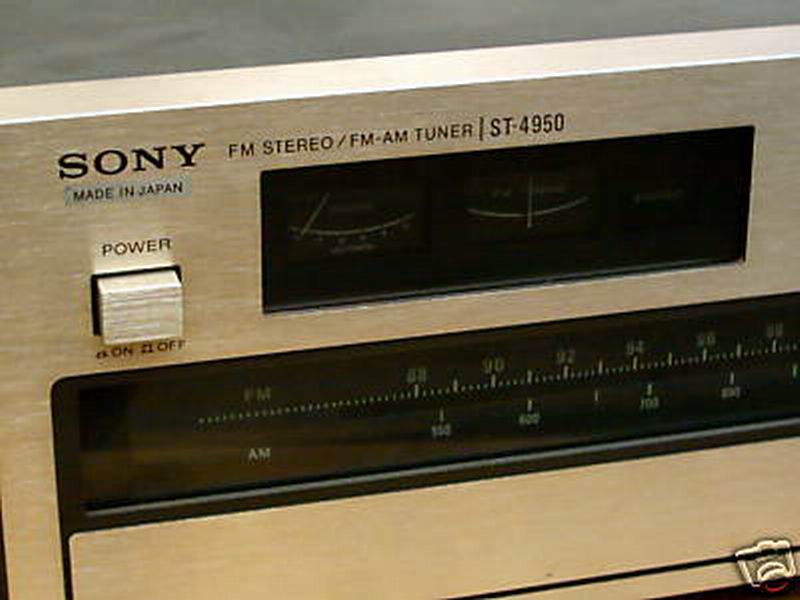 SONY FM STEREO / FM-AM TUNER | ST-4950
MADE IN JAPAN
POWER
ON OFF
FM 88 90 92 94 96 98
550 600 700 800
AM